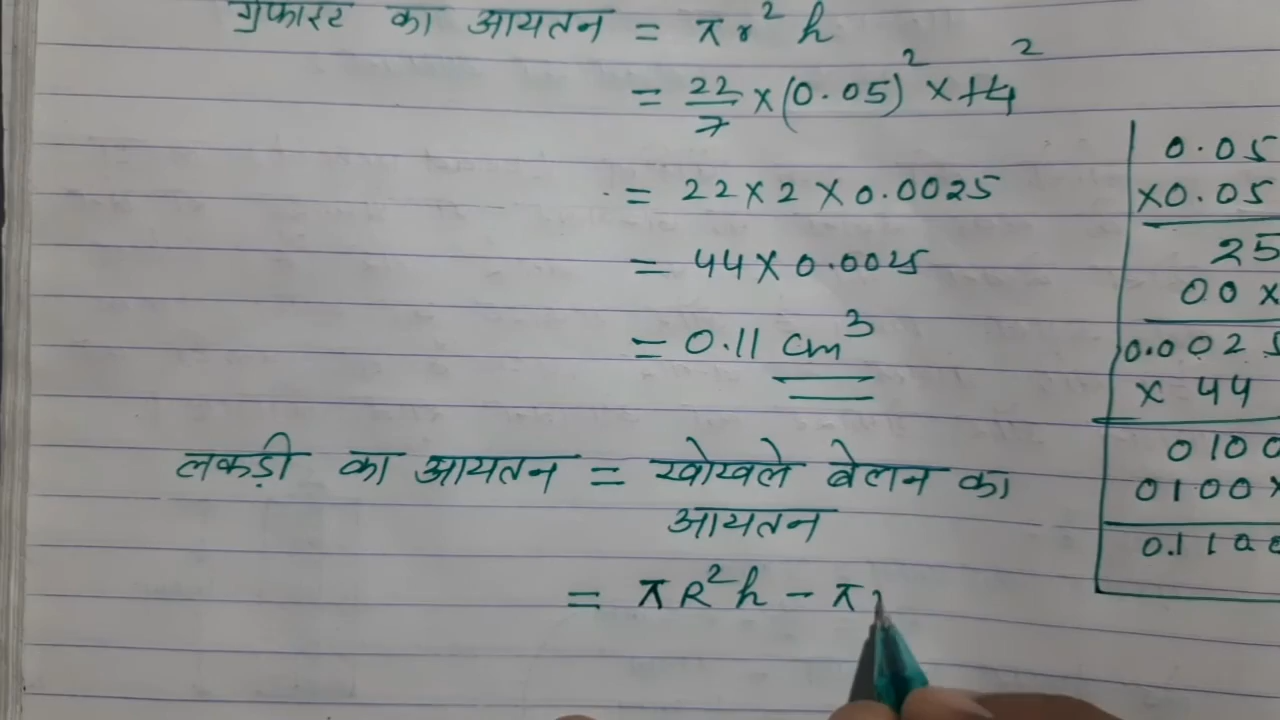 ग्रेफाइट का आयतन = πr²h
= 22/7 × (0.05)² × 14²
= 22 × 2 × 0.0025
= 44 × 0.0025
= 0.11 cm³
लकड़ी का आयतन = खोखले बेलन का
आयतन
= πR²h − π
0.05
×0.05
25
00×
0.0025
× 44
0100
0100×
0.1100